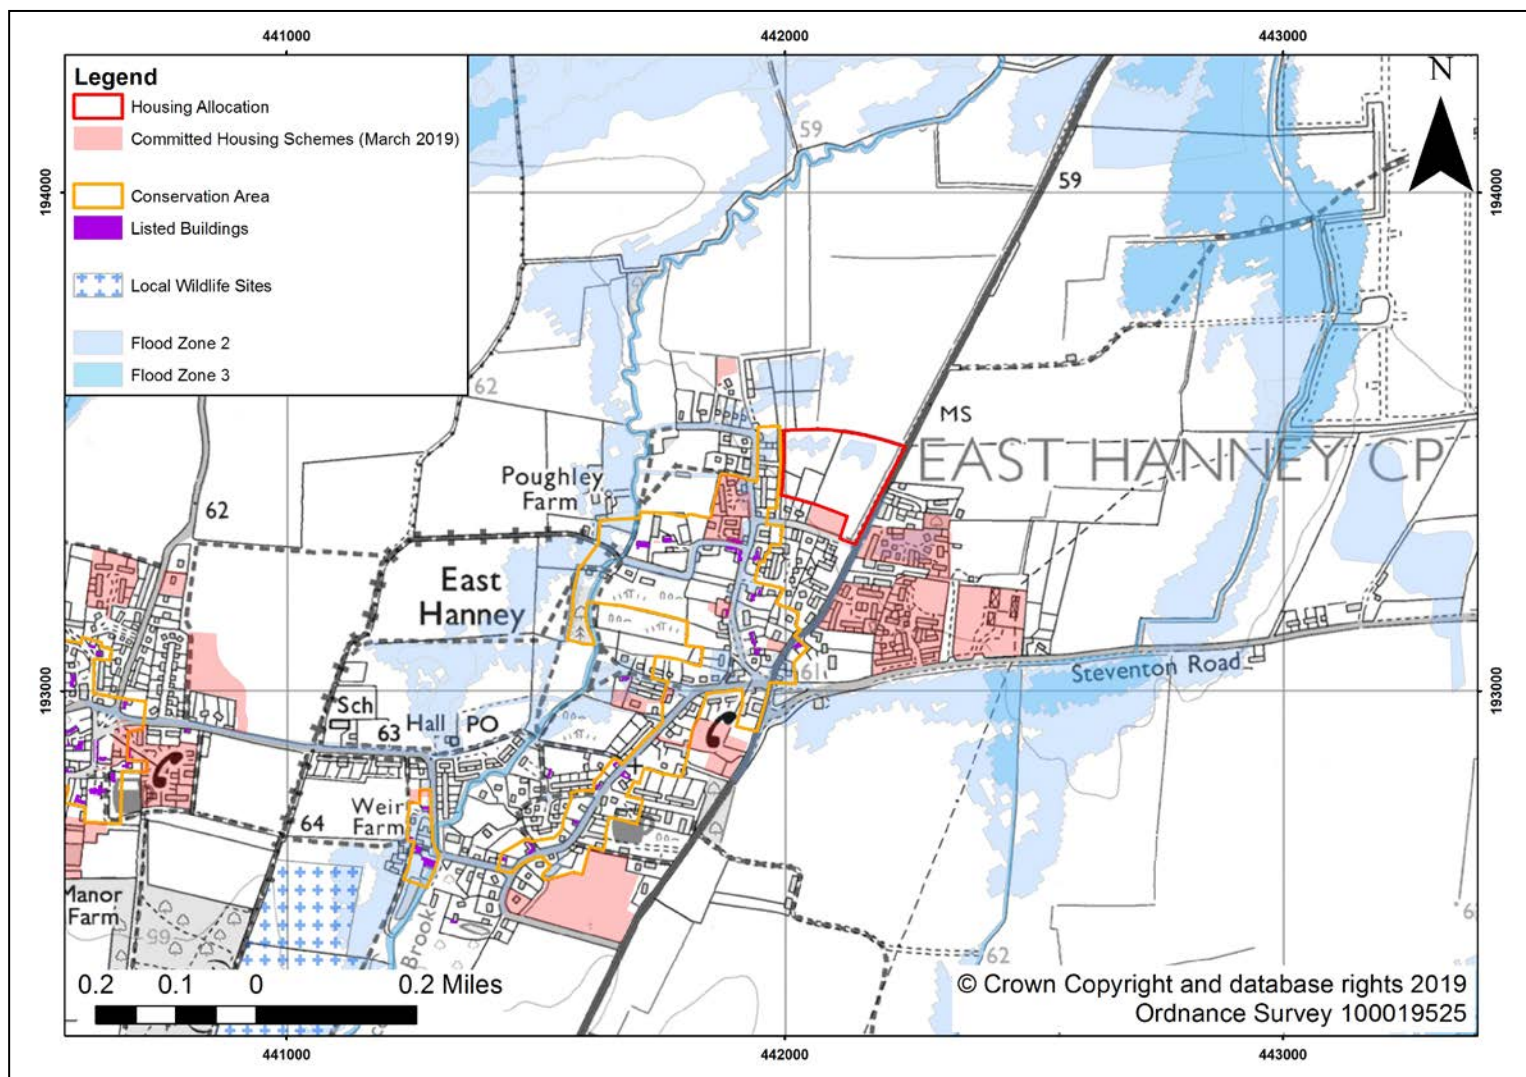 441000
442000
443000
Legend
Housing Allocation
Committed Housing Schemes (March 2019)
Conservation Area
Listed Buildings
Local Wildlife Sites
Flood Zone 2
Flood Zone 3
N
59
59
194000
194000
62
MS
EAST HANNEY CP
Poughley
Farm
62
East
Hanney
61
Steventon Road
193000
193000
Sch
Hall
PO
63
Weir
Farm
64
Manor
Farm
65
Brook
62
0.2
0.1
0
0.2 Miles
© Crown Copyright and database rights 2019
Ordnance Survey 100019525
441000
442000
443000